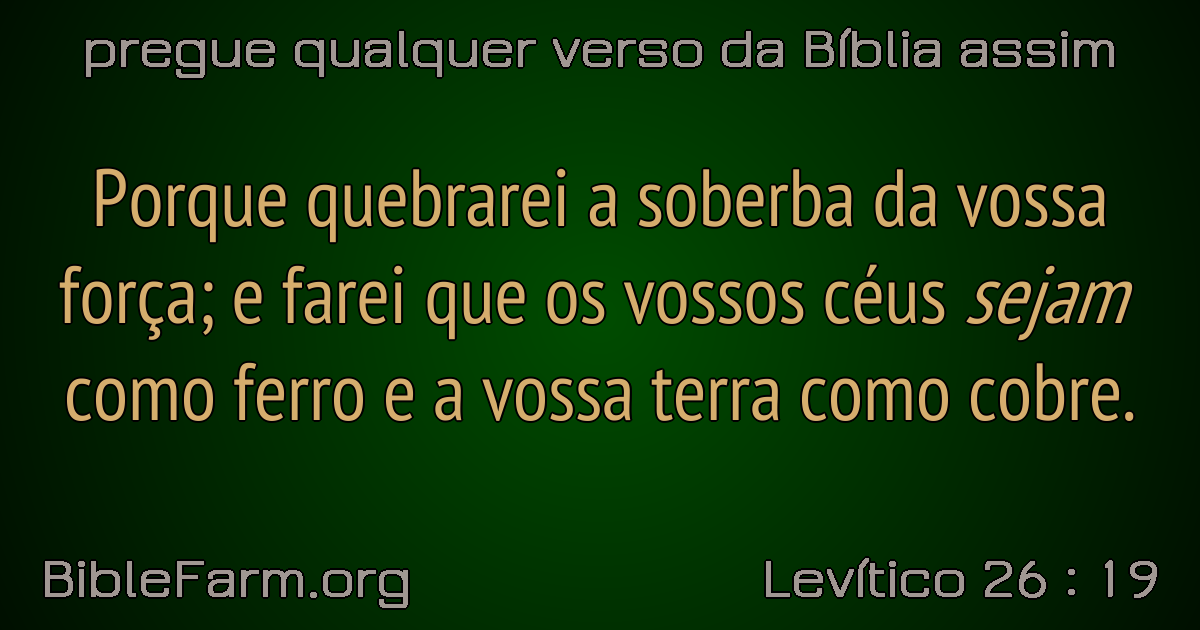 pregue qualquer verso da Bíblia assim
Porque quebrarei a soberba da vossa
força; e farei que os vossos céus sejam
como ferro e a vossa terra como cobre.
BibleFarm.org
Levítico 26 : 19